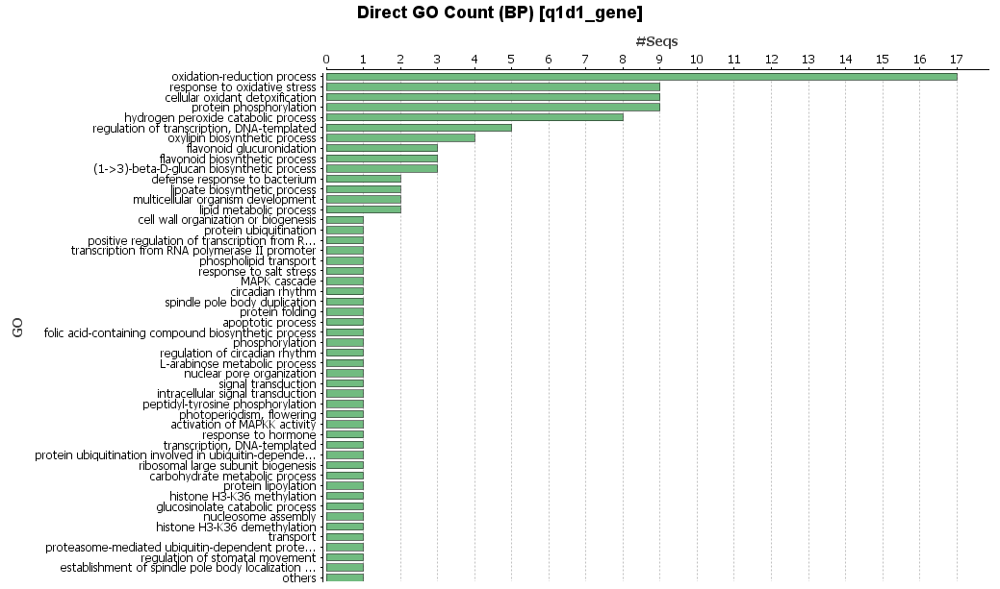 Direct GO Count (BP) [q1d1_gene]
#Seqs
0 1 2 3 4 5 6 7 8 9 10 11 12 13 14 15 16 17
oxidation-reduction process
response to oxidative stress
cellular oxidant detoxification
protein phosphorylation
hydrogen peroxide catabolic process
regulation of transcription, DNA-templated
oxylipin biosynthetic process
flavonoid glucuronidation
flavonoid biosynthetic process
(1->3)-beta-D-glucan biosynthetic process
defense response to bacterium
lipoate biosynthetic process
multicellular organism development
lipid metabolic process
cell wall organization or biogenesis
protein ubiquitination
positive regulation of transcription from R...
transcription from RNA polymerase II promoter
phospholipid transport
response to salt stress
MAPK cascade
circadian rhythm
spindle pole body duplication
protein folding
apoptotic process
folic acid-containing compound biosynthetic process
phosphorylation
regulation of circadian rhythm
L-arabinose metabolic process
nuclear pore organization
signal transduction
intracellular signal transduction
peptidyl-tyrosine phosphorylation
photoperiodism, flowering
activation of MAPKK activity
response to hormone
transcription, DNA-templated
protein ubiquitination involved in ubiquitin-depende...
ribosomal large subunit biogenesis
carbohydrate metabolic process
protein lipoylation
histone H3-K36 methylation
glucosinolate catabolic process
nucleosome assembly
histone H3-K36 demethylation
transport
proteasome-mediated ubiquitin-dependent prote...
regulation of stomatal movement
establishment of spindle pole body localization ...
others
GO